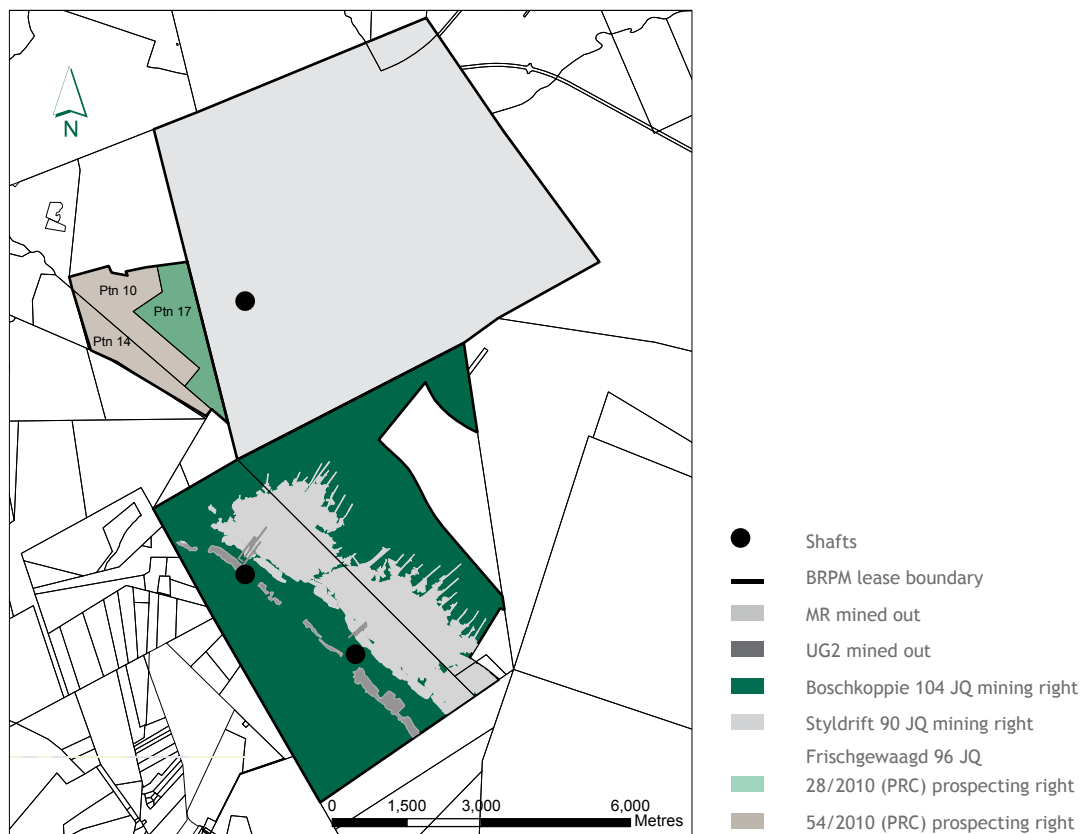 N
Ptn 10
Ptn 17
Ptn 14
0 1,500 3,000 6,000
Metres
Shafts
BRPM lease boundary
MR mined out
UG2 mined out
Boschkoppie 104 JQ mining right
Styldrift 90 JQ mining right
Frischgewaagd 96 JQ
28/2010 (PRC) prospecting right
54/2010 (PRC) prospecting right